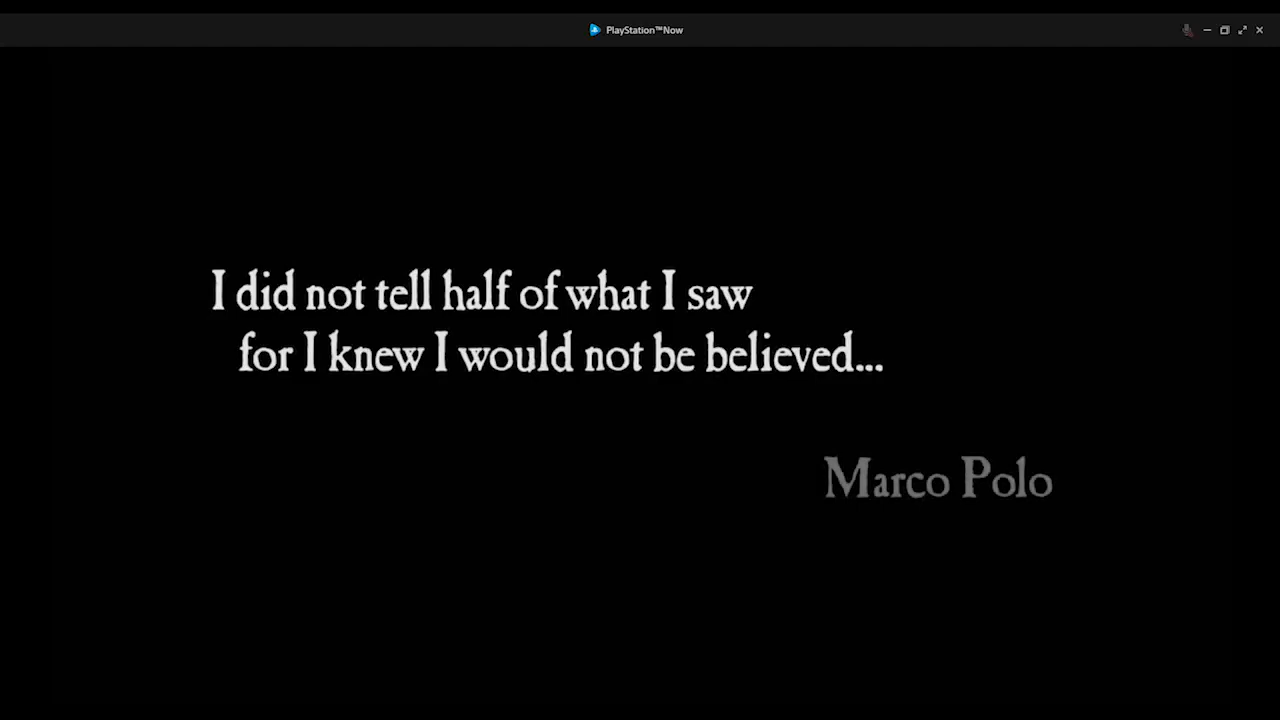 PlayStation™Now
I did not tell half of what I saw
for I knew I would not be believed...
Marco Polo